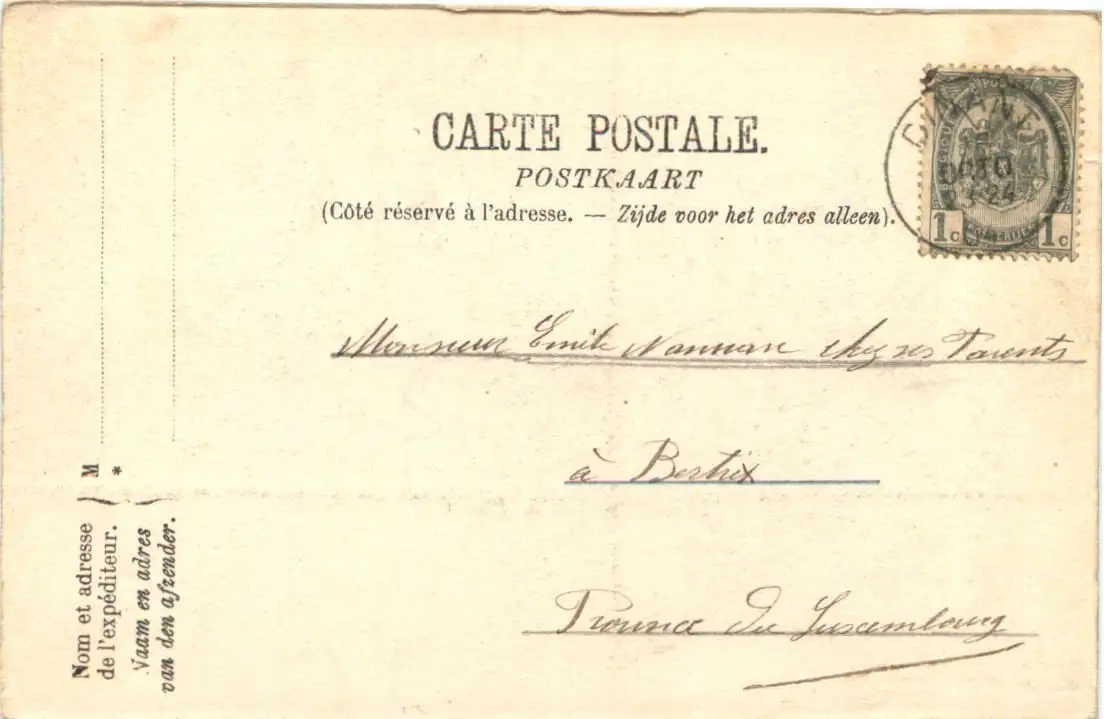 CARTE POSTALE.
POSTKAART
(Côté réservé à l'adresse. — Zijde voor het adres alleen).
DINANT
1c 1c
Monsieur Emile chez ses Parents
à Bertrix
Province du Luxembourg
Nom et adresse
de l'expéditeur.
Naam en adres
van den afzender.
M
*